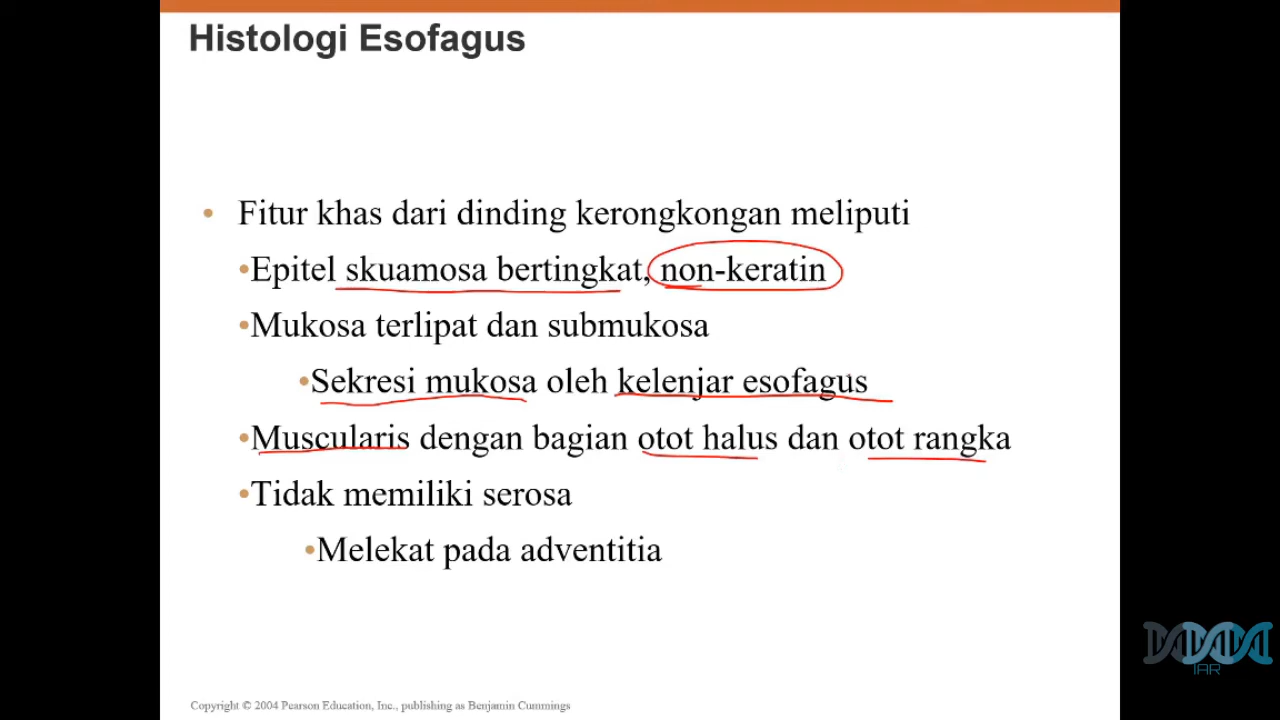 Histologi Esofagus
• Fitur khas dari dinding kerongkongan meliputi
•Epitel skuamosa bertingkat, non-keratin
•Mukosa terlipat dan submukosa
•Sekresi mukosa oleh kelenjar esofagus
•Muscularis dengan bagian otot halus dan otot rangka
•Tidak memiliki serosa
•Melekat pada adventitia
IAR
Copyright © 2004 Pearson Education, Inc., publishing as Benjamin Cummings